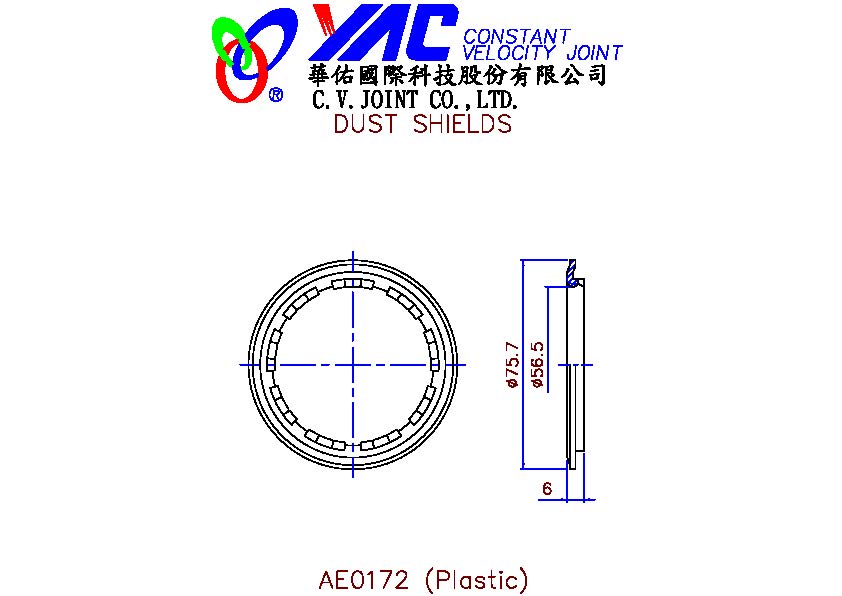 YAC CONSTANT
VELOCITY JOINT
®
華佑國際科技股份有限公司
C.V.JOINT CO.,LTD.
DUST SHIELDS
ø75.7
ø56.5
6
AE0172 (Plastic)